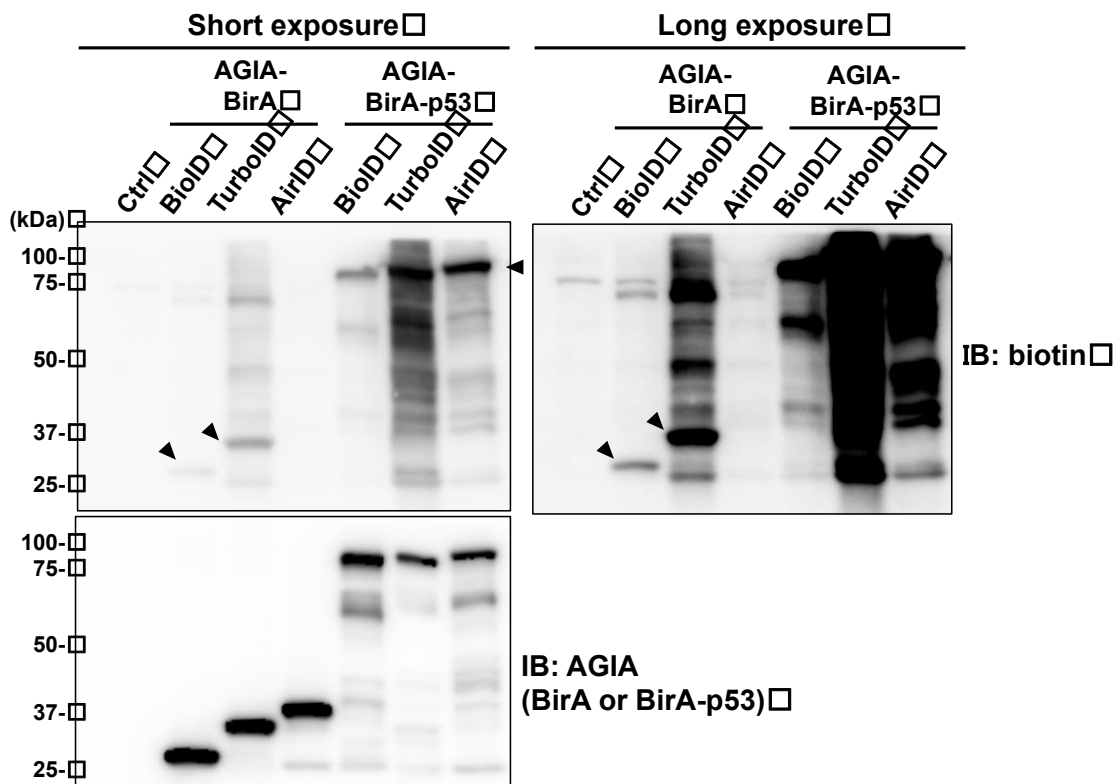 Short exposure□ Long exposure□
AGIA-
BirA□
AGIA-
BirA-p53□
AGIA-
BirA□
AGIA-
BirA-p53□
Ctrl□ BioID□ TurboID□ AirID□ BioID□ TurboID□ AirID□
Ctrl□ BioID□ TurboID□ AirID□ BioID□ TurboID□ AirID□
(kDa)□
100-□
75-□
50-□
37-□
25-□
IB: biotin□
100-□
75-□
50-□
37-□
25-□
IB: AGIA
(BirA or BirA-p53)□